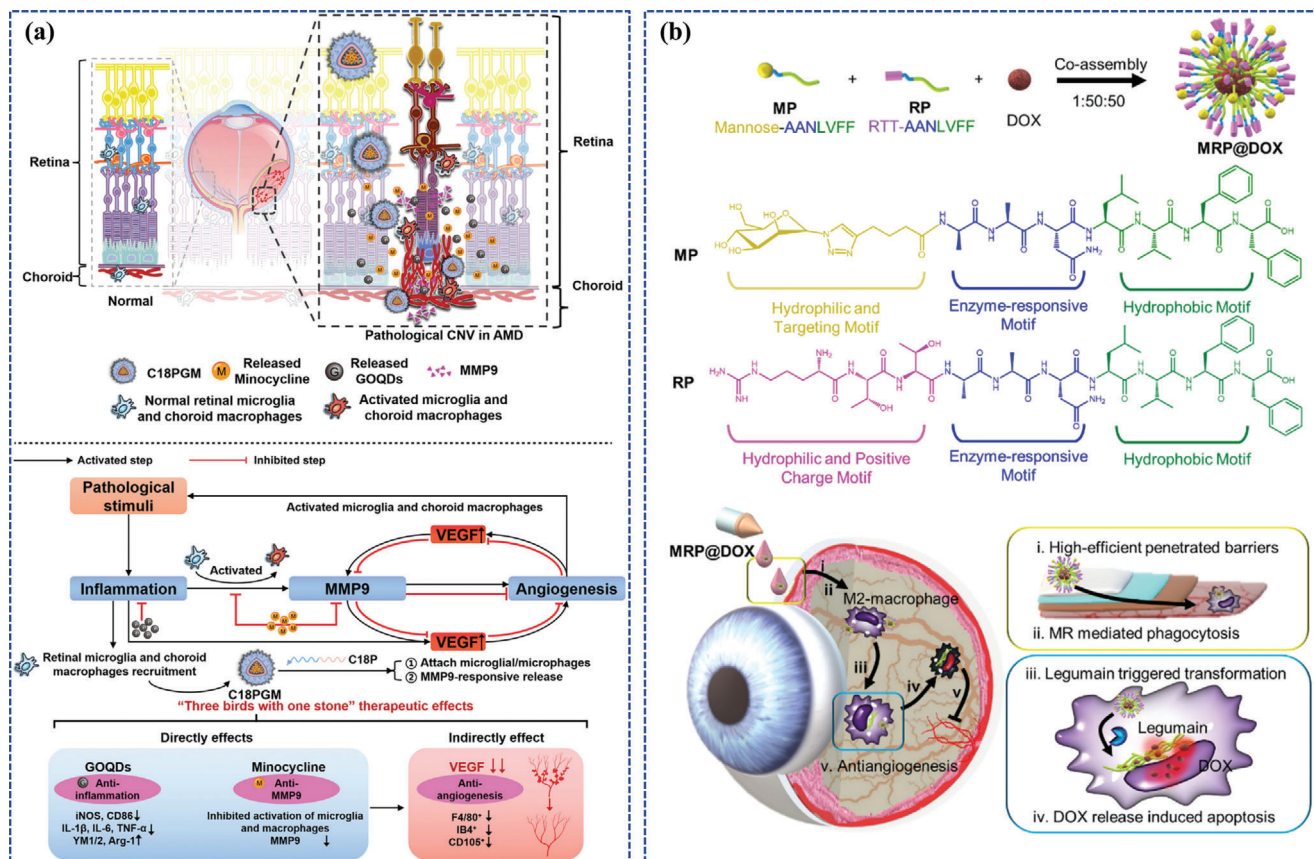 (a)
Retina
Choroid
Normal
Retina
Choroid
Pathological CNV in AMD
C18PGM
M
Released
Minocycline
G
Released
GOQDs
MMP9
Normal retinal microglia
and choroid macrophages
Activated microglia and
choroid macrophages
Activated step
Inhibited step
Pathological
stimuli
Activated microglia and choroid macrophages
VEGF↑
Activated
Inflammation
MMP9
Angiogenesis
VEGF↑
Retinal microglia and choroid
macrophages recruitment
C18PGM
C18P
① Attach microglial/microphages
② MMP9-responsive release
"Three birds with one stone" therapeutic effects
Directly effects
Indirectly effect
GOQDs
G Anti-
inflammation
iNOS, CD86↓
IL-1β, IL-6, TNF-α↓
YM1/2, Arg-1↑
Minocycline
M Anti-
MMP9
Inhibited activation of microglia
and macrophages
MMP9 ↓
VEGF ↓↓
Anti-
angiogenesis
F4/80⁺ ↓
IB4⁺ ↓
CD105⁺↓
(b)
MP
Mannose-AANLVFF
+
RP
RTT-AANLVFF
+
DOX
Co-assembly
1:50:50
MRP@DOX
MP
Hydrophilic and
Targeting Motif
Enzyme-responsive
Motif
Hydrophobic Motif
RP
Hydrophilic and Positive
Charge Motif
Enzyme-responsive
Motif
Hydrophobic Motif
MRP@DOX
i
ii
M2-macrophage
iii
iv
v
v. Antiangiogenesis
i. High-efficient penetrated barriers
ii. MR mediated phagocytosis
iii. Legumain triggered transformation
Legumain
DOX
iv. DOX release induced apoptosis